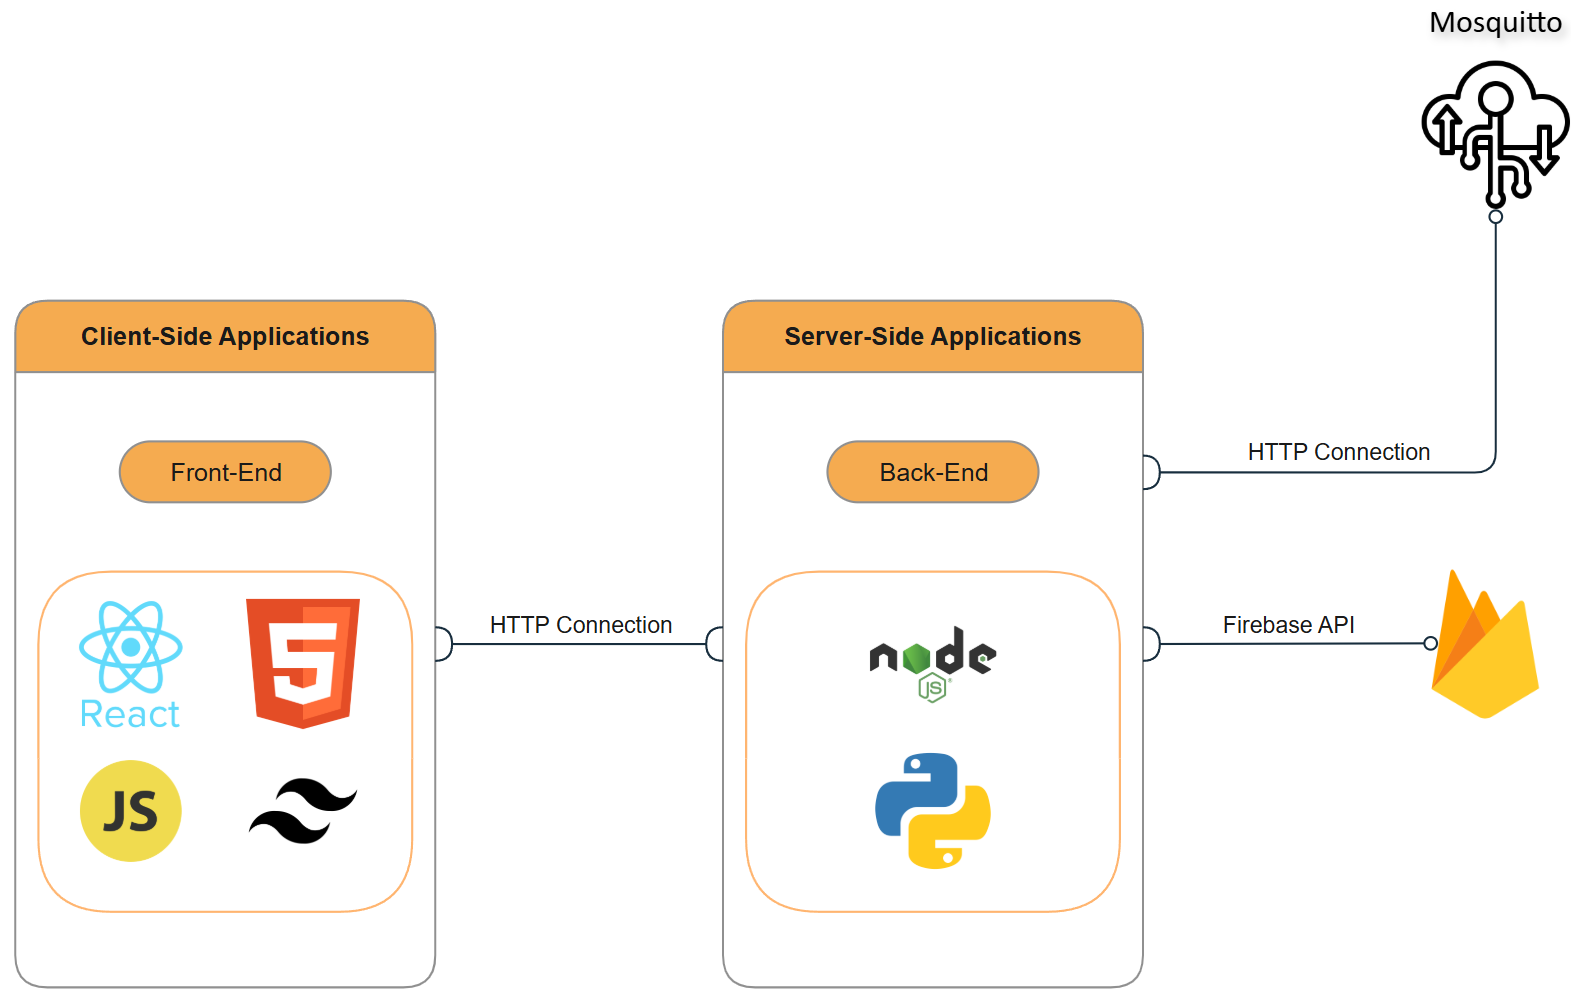 Mosquitto
Client-Side Applications
Server-Side Applications
Front-End
Back-End
HTTP Connection
HTTP Connection
Firebase API
React
5
JS
node
JS